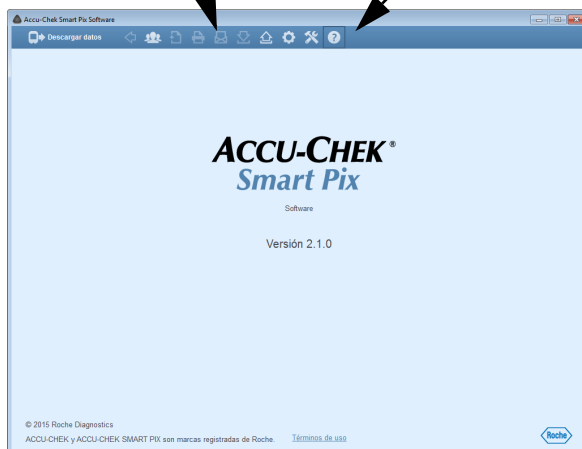 Accu-Chek Smart Pix Software
Descargar datos
ACCU-CHEK®
Smart Pix
Software
Versión 2.1.0
© 2015 Roche Diagnostics
ACCU-CHEK y ACCU-CHEK SMART PIX son marcas registradas de Roche. Términos de uso
Roche